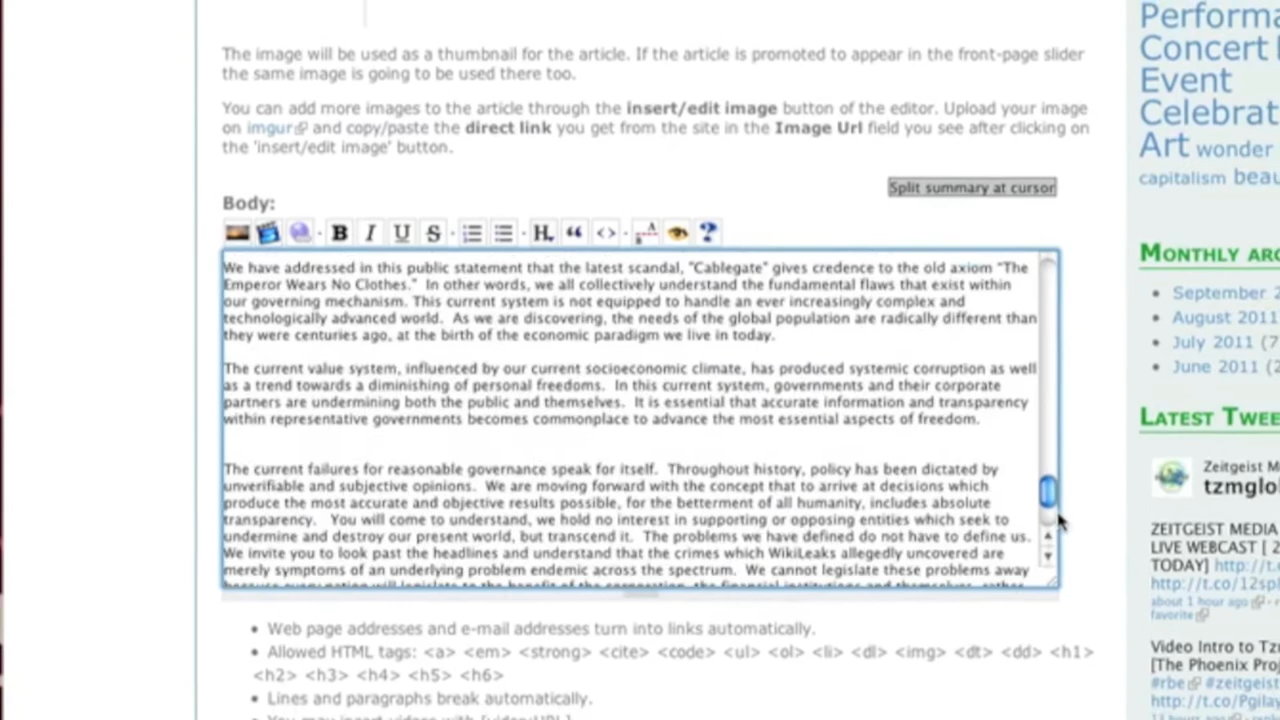 The image will be used as a thumbnail for the article. If the article is promoted to appear in the front-page slider
the same image is going to be used there too.
You can add more images to the article through the insert/edit image button of the editor. Upload your image
on imgur and copy/paste the direct link you get from the site in the Image Url field you see after clicking on
the 'insert/edit image' button.
Split summary at cursor
Body:
B I U S H
We have addressed in this public statement that the latest scandal, "Cablegate" gives credence to the old axiom "The
Emperor Wears No Clothes." In other words, we all collectively understand the fundamental flaws that exist within
our governing mechanism. This current system is not equipped to handle an ever increasingly complex and
technologically advanced world. As we are discovering, the needs of the global population are radically different than
they were centuries ago, at the birth of the economic paradigm we live in today.
The current value system, influenced by our current socioeconomic climate, has produced systemic corruption as well
as a trend towards a diminishing of personal freedoms. In this current system, governments and their corporate
partners are undermining both the public and themselves. It is essential that accurate information and transparency
within representative governments becomes commonplace to advance the most essential aspects of freedom.
The current failures for reasonable governance speak for itself. Throughout history, policy has been dictated by
unverifiable and subjective opinions. We are moving forward with the concept that to arrive at decisions which
produce the most accurate and objective results possible, for the betterment of all humanity, includes absolute
transparency. You will come to understand, we hold no interest in supporting or opposing entities which seek to
undermine and destroy our present world, but transcend it. The problems we have defined do not have to define us.
We invite you to look past the headlines and understand that the crimes which WikiLeaks allegedly uncovered are
merely symptoms of an underlying problem endemic across the spectrum. We cannot legislate these problems away
because every nation will legislate to the benefit of the corporation, the financial institutions and themselves, rather
• Web page addresses and e-mail addresses turn into links automatically.
• Allowed HTML tags: <a> <em> <strong> <cite> <code> <ul> <ol> <li> <dl> <img> <dt> <dd> <h1>
<h2> <h3> <h4> <h5> <h6>
• Lines and paragraphs break automatically.
Performa
Concert
Event
Celebrat
Art wonder
capitalism beau
MONTHLY ARC
• September 2
• August 2011
• July 2011 (7
• June 2011 (2
LATEST TWEE
Zeitgeist M
tzmglo
ZEITGEIST MEDIA
LIVE WEBCAST [ 2
TODAY] http://t.c
http://t.co/12sp
about 1 hour ago
favorite
Video Intro to Tz
[The Phoenix Proj
#rbe #zeitgeis
http://t.co/Pgila